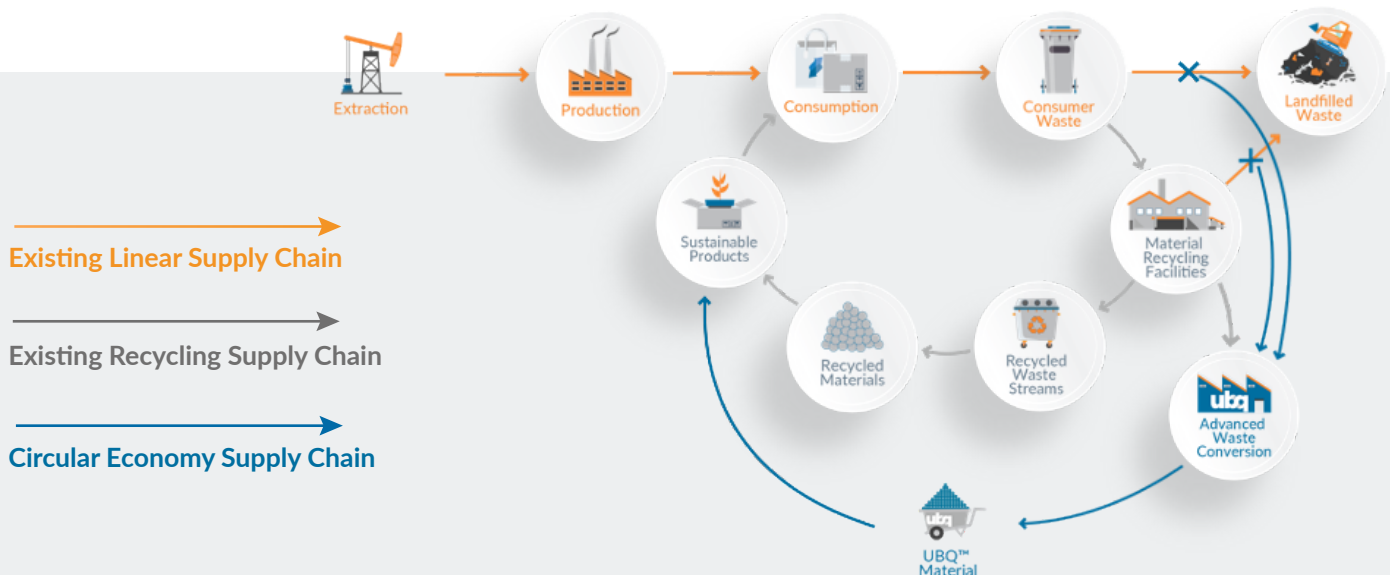 Extraction
Production
Consumption
Consumer
Waste
Landfilled
Waste
Sustainable
Products
Material
Recycling
Facilities
Existing Linear Supply Chain
Existing Recycling Supply Chain
Recycled
Materials
Recycled
Waste
Streams
ubq
Advanced
Waste
Conversion
Circular Economy Supply Chain
ubq
UBQ™
Material